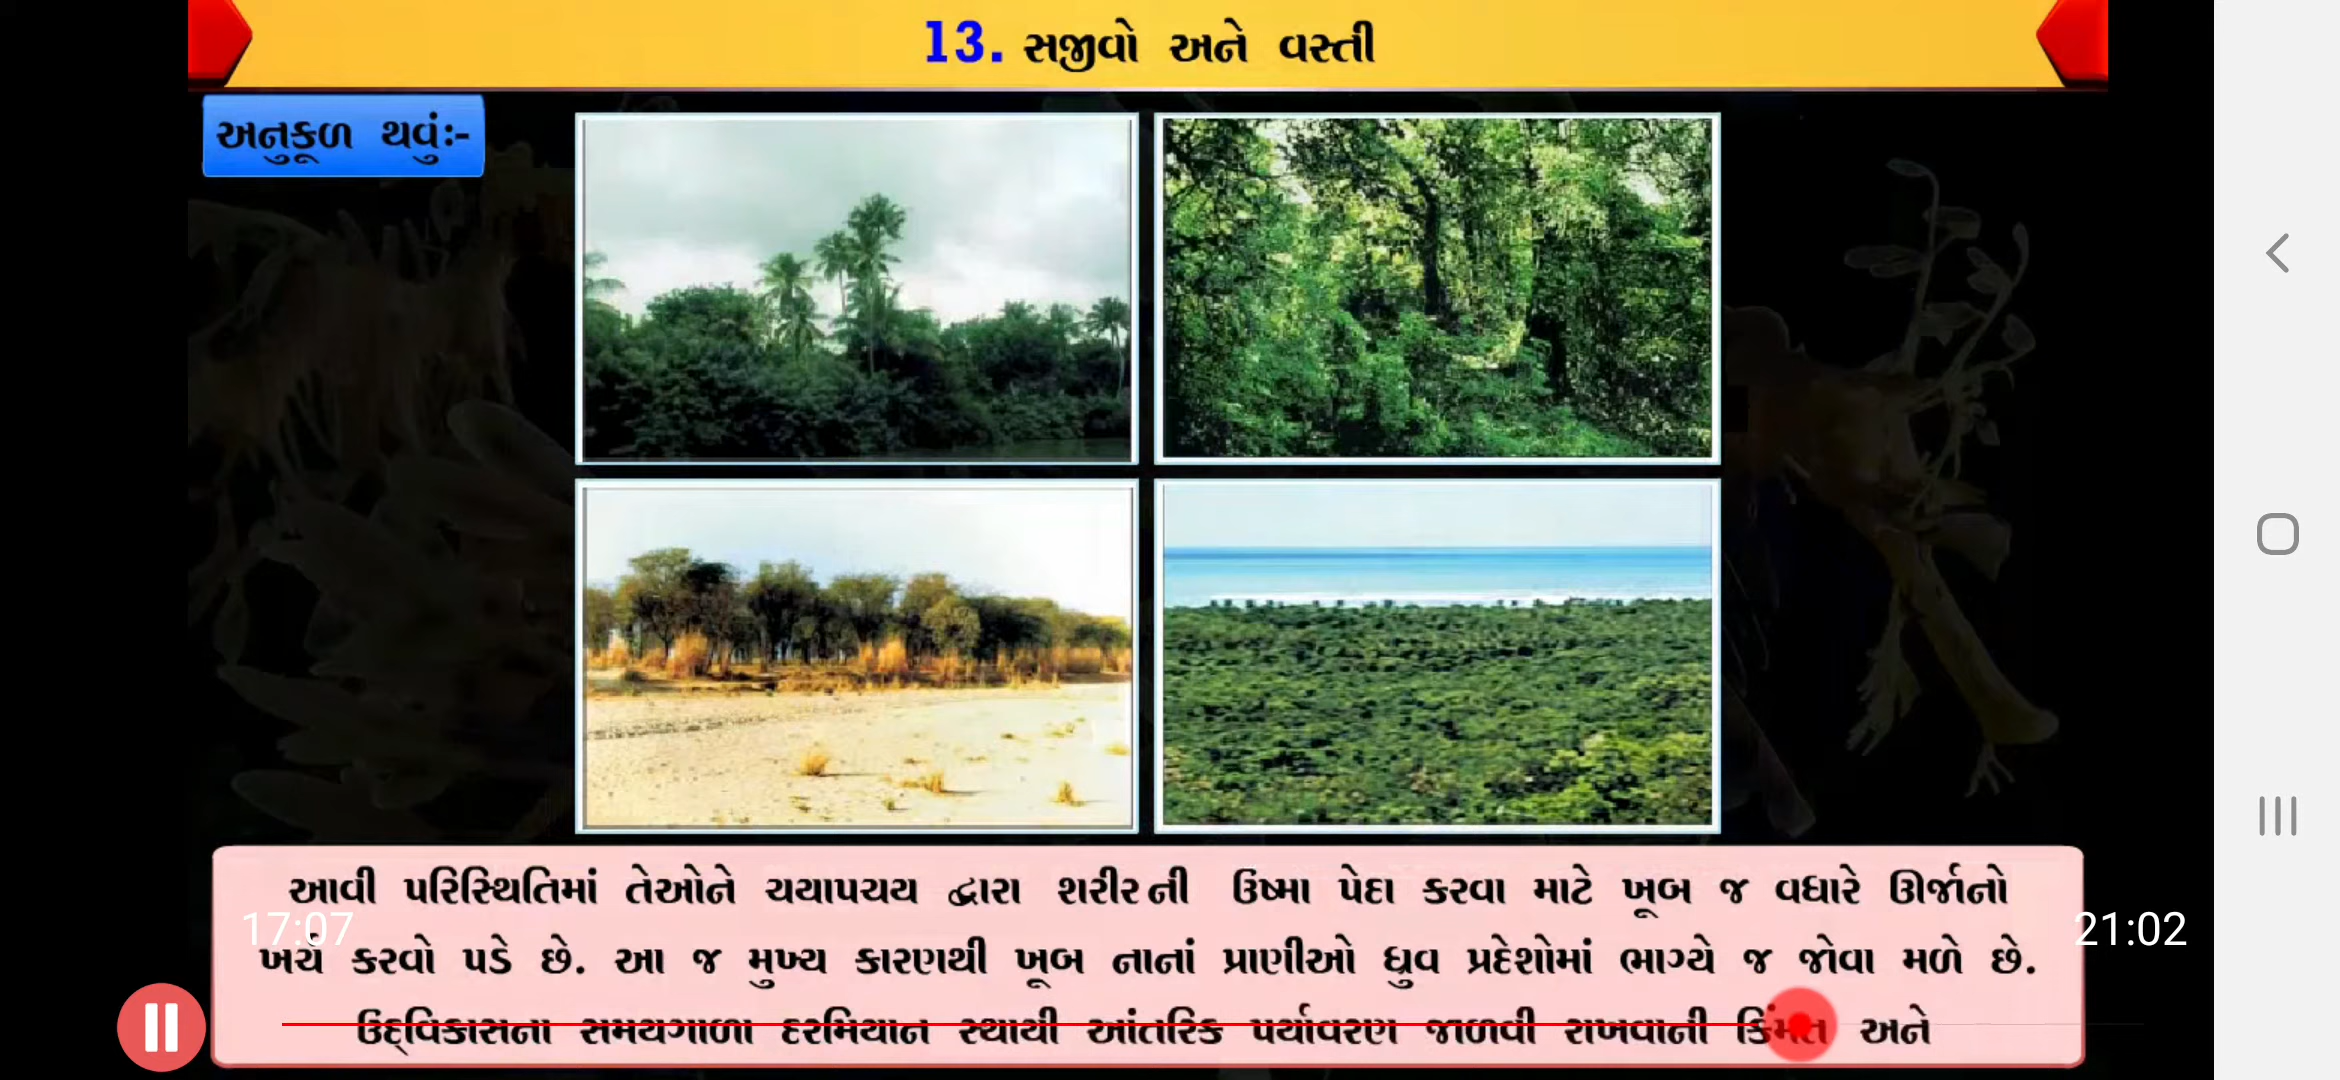 13. સજીવો અને વસ્તી
અનુકૂળ થવું:-
આવી પરિસ્થિતિમાં તેઓને ચયાપચય દ્વારા શરીર ની ઉષ્મા પેદા કરવા માટે ખૂબ જ વધારે ઊર્જાનો
17:07
21:02
ખર્ચ કરવો પડે છે. આ જ મુખ્ય કારણથી ખૂબ નાનાં પ્રાણીઓ ધ્રુવ પ્રદેશોમાં ભાગ્યે જ જોવા મળે છે.
ઉદ્‌વિકાસના સમયગાળા દરમિયાન સ્થાયી આંતરિક પર્યાવરણ જાળવી રાખવાની કિંમત અને